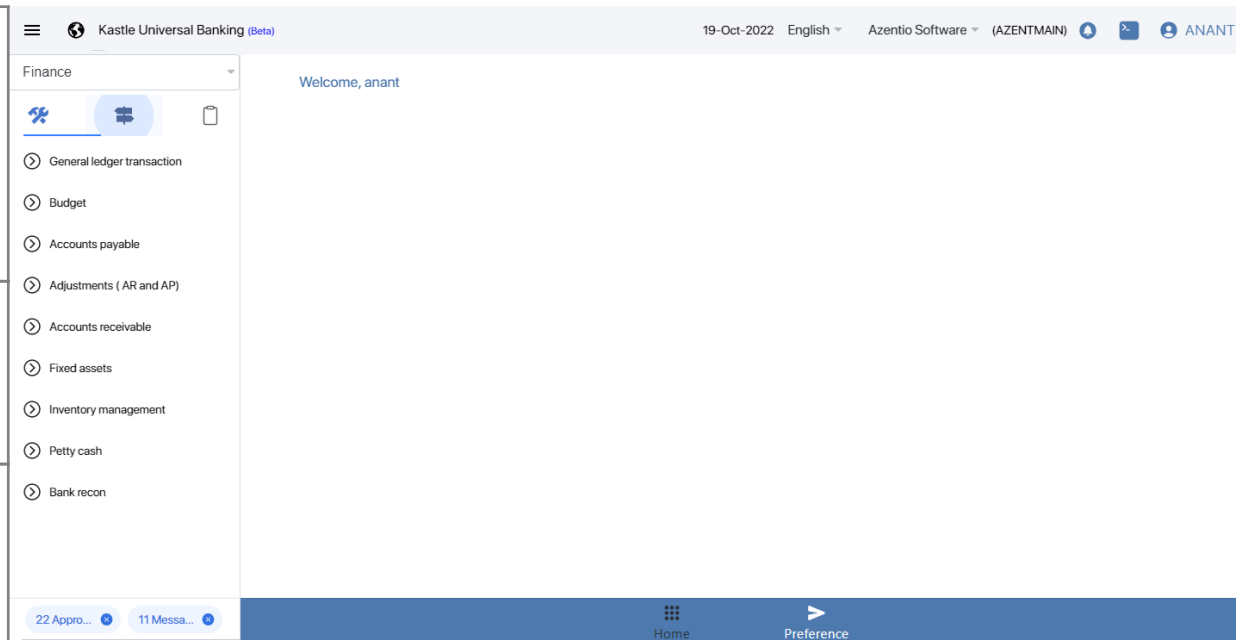 Kastle Universal Banking (Beta)
19-Oct-2022 English Azentio Software (AZENTMAIN) ANANT
Finance
Welcome, anant
General ledger transaction
Budget
Accounts payable
Adjustments ( AR and AP)
Accounts receivable
Fixed assets
Inventory management
Petty cash
Bank recon
22 Appro... 11 Messa...
Home Preference